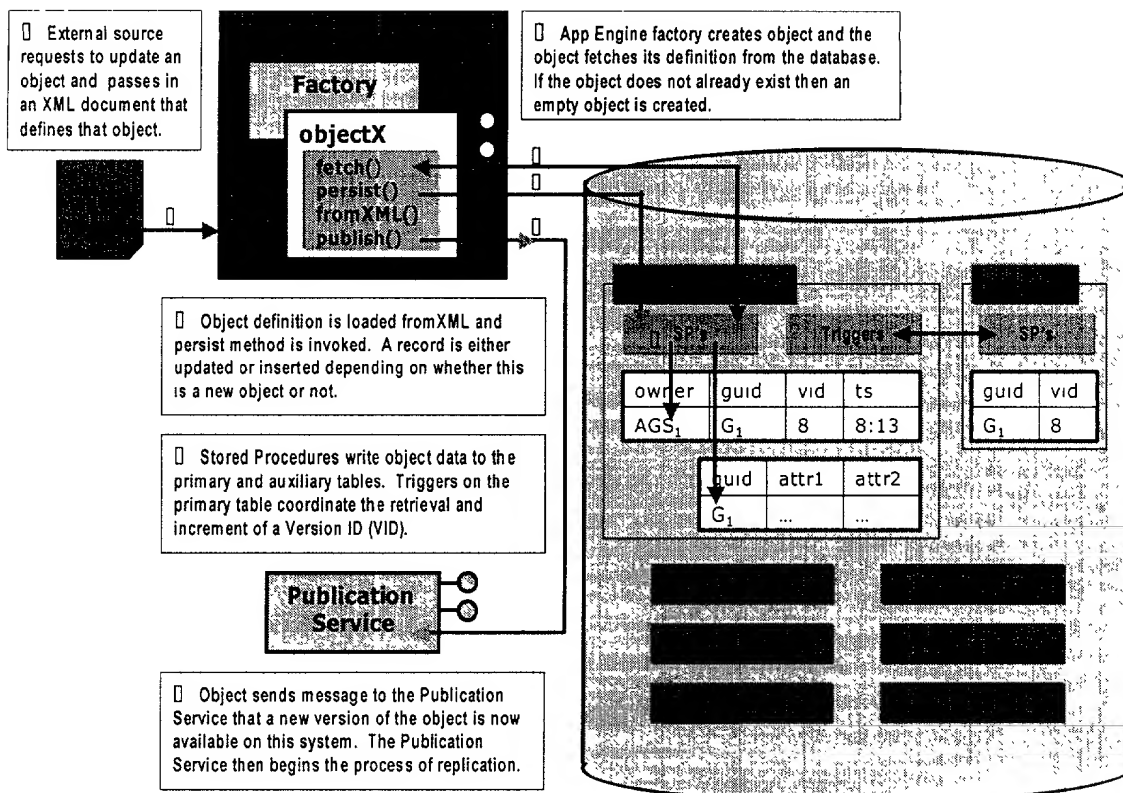 External source
requests to update an
object and passes in
an XML document that
defines that object.
App Engine factory creates object and the
object fetches its definition from the database.
If the object does not already exist then an
empty object is created.
Factory
objectX
fetch()
persist()
fromXML()
publish()
SP's
Triggers
SP's
owner guid vid ts
AGS₁ G₁ 8 8:13
guid vid
G₁ 8
guid attr1 attr2
G₁ ... ...
Object definition is loaded fromXML and
persist method is invoked. A record is either
updated or inserted depending on whether this
is a new object or not.
Stored Procedures write object data to the
primary and auxiliary tables. Triggers on the
primary table coordinate the retrieval and
increment of a Version ID (VID).
Publication
Service
Object sends message to the Publication
Service that a new version of the object is now
available on this system. The Publication
Service then begins the process of replication.